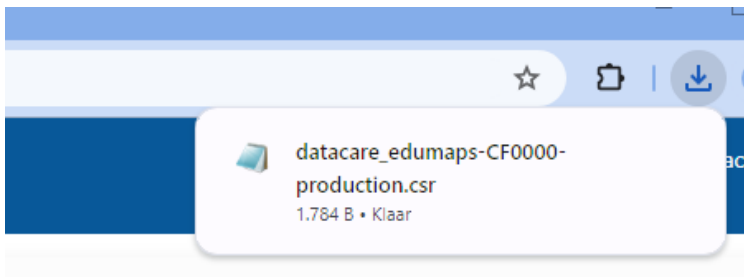 datacare_edumaps-CF0000-
production.csr
1.784 B • Klaar